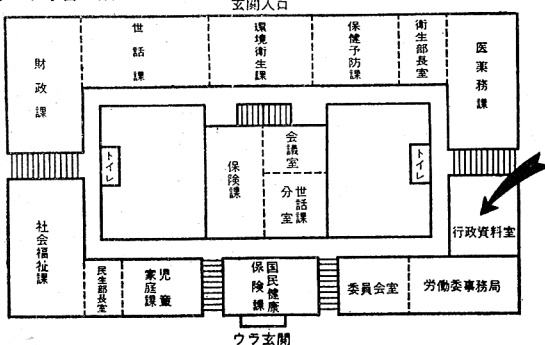 玄関入口
財政課
世話課
環境衛生課
保健予防課
衛生部長室
医薬務課
トイレ
保険課
会議室
世話課
分室
トイレ
行政資料室
社会福祉課
民生部長室
児童
家庭課
国民健康
保険課
委員会室
労働委事務局
ウラ玄関